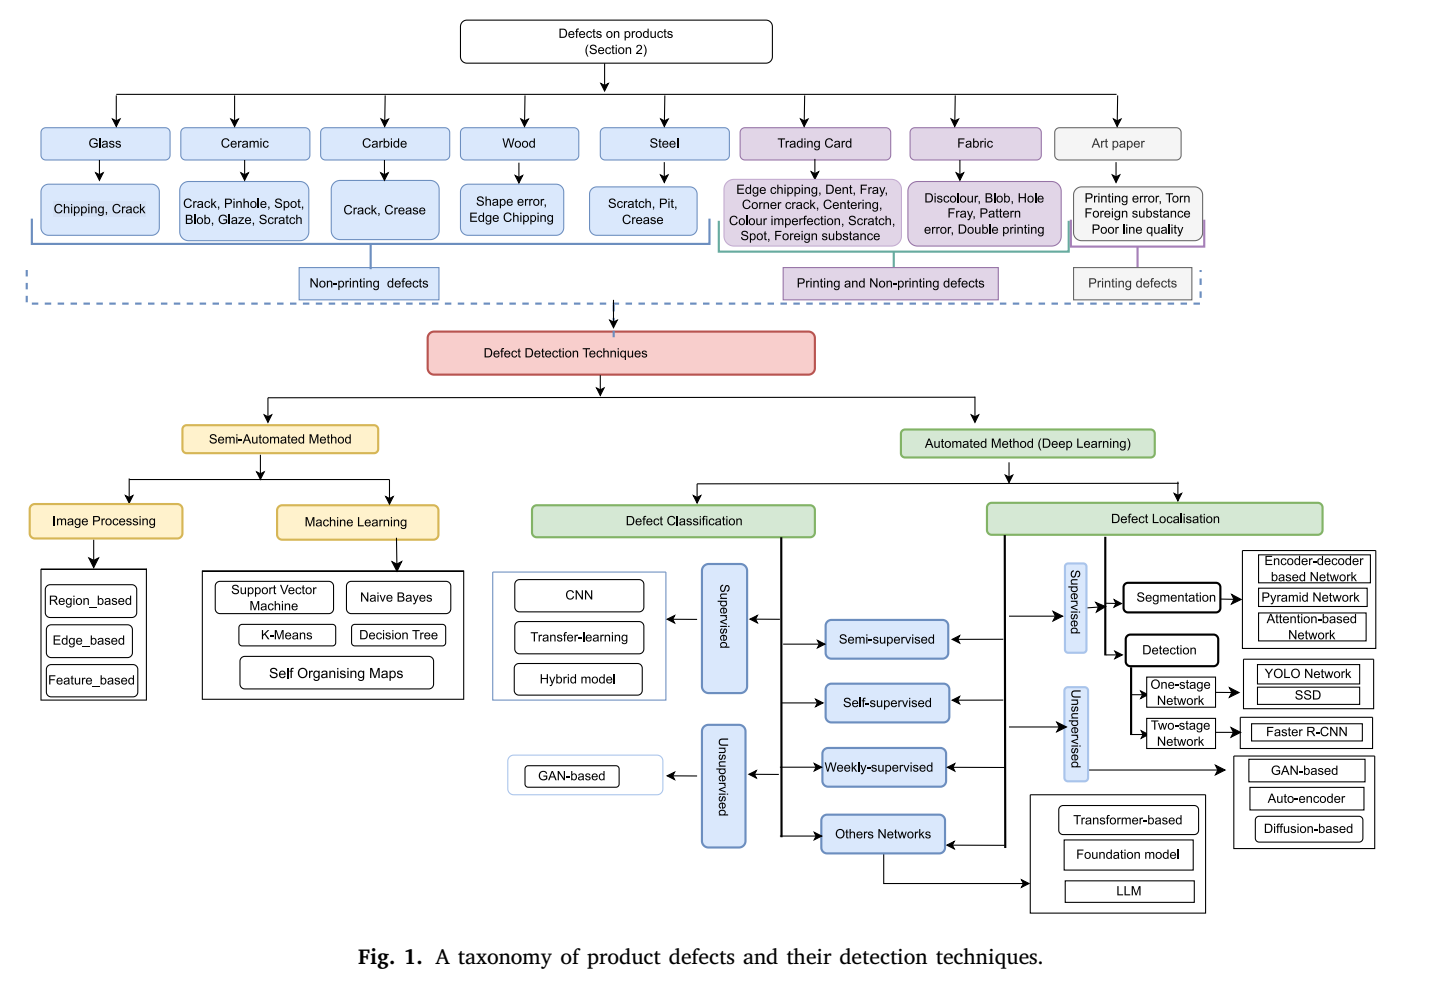 Defects on products
(Section 2)
Glass
Ceramic
Carbide
Wood
Steel
Trading Card
Fabric
Art paper
Chipping, Crack
Crack, Pinhole, Spot,
Blob, Glaze, Scratch
Crack, Crease
Shape error,
Edge Chipping
Scratch, Pit,
Crease
Edge chipping, Dent, Fray,
Corner crack, Centering,
Colour imperfection, Scratch,
Spot, Foreign substance
Discolour, Blob, Hole
Fray, Pattern
error, Double printing
Printing error, Torn
Foreign substance
Poor line quality
Non-printing defects
Printing and Non-printing defects
Printing defects
Defect Detection Techniques
Semi-Automated Method
Automated Method (Deep Learning)
Image Processing
Machine Learning
Defect Classification
Defect Localisation
Region_based
Edge_based
Feature_based
Support Vector
Machine
Naive Bayes
K-Means
Decision Tree
Self Organising Maps
CNN
Transfer-learning
Hybrid model
Supervised
GAN-based
Unsupervised
Semi-supervised
Self-supervised
Weekly-supervised
Others Networks
Supervised
Unsupervised
Segmentation
Detection
One-stage
Network
Two-stage
Network
Encoder-decoder
based Network
Pyramid Network
Attention-based
Network
YOLO Network
SSD
Faster R-CNN
GAN-based
Auto-encoder
Diffusion-based
Transformer-based
Foundation model
LLM
Fig. 1. A taxonomy of product defects and their detection techniques.